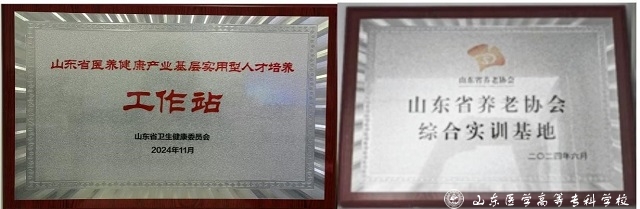 山东省医养健康产业基层实用型人才培养
工作站
山东省卫生健康委员会
2024年11月
山东省养老协会
山东省养老协会
综合实训基地
二〇二四年六月
山东医学高等专科学校